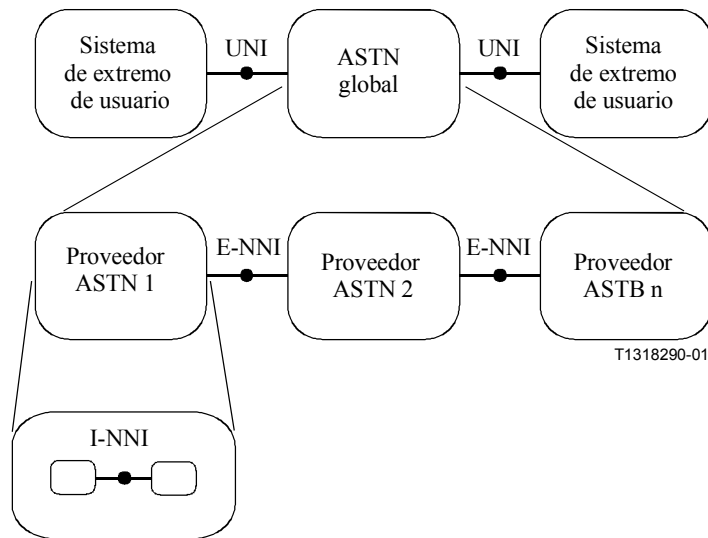 Sistema
de extremo
de usuario
UNI
ASTN
global
UNI
Sistema
de extremo
de usuario
Proveedor
ASTN 1
E-NNI
Proveedor
ASTN 2
E-NNI
Proveedor
ASTB n
T1318290-01
I-NNI